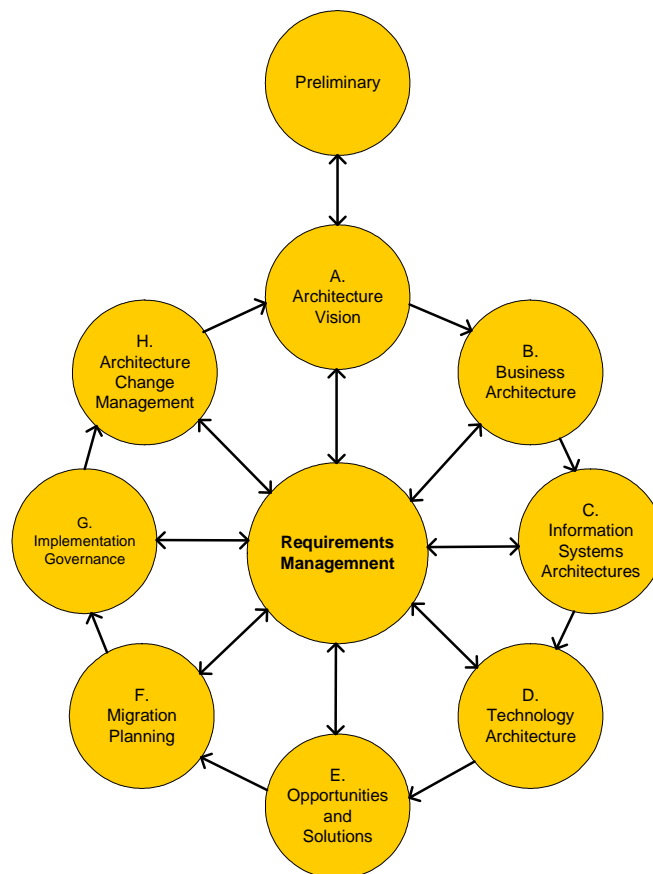 Preliminary
A.
Architecture
Vision
H.
Architecture
Change
Management
B.
Business
Architecture
G.
Implementation
Governance
Requirements
Managemnent
C.
Information
Systems
Architectures
F.
Migration
Planning
D.
Technology
Architecture
E.
Opportunities
and
Solutions